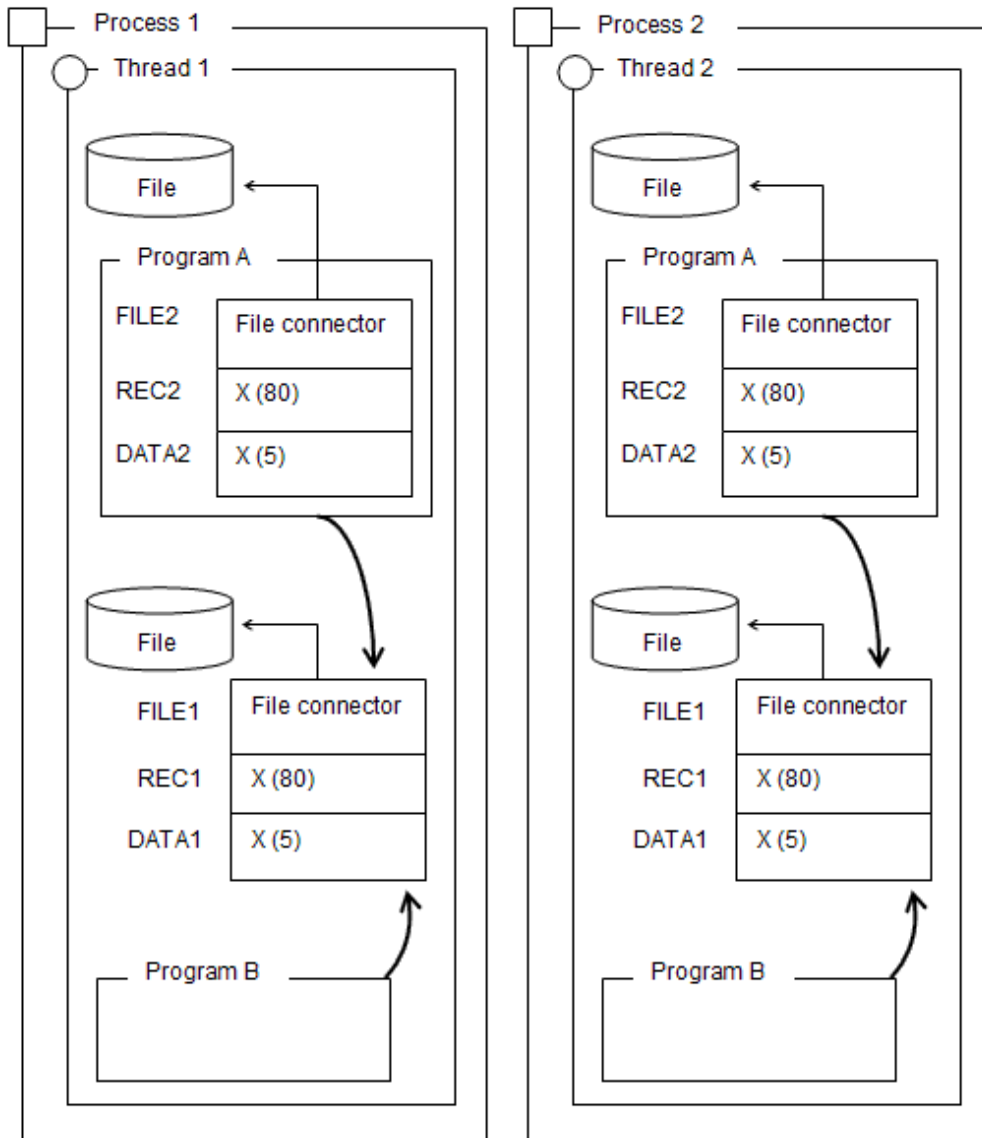 Process 1
Thread 1
File
Program A
FILE2 File connector
REC2 X (80)
DATA2 X (5)
File
FILE1 File connector
REC1 X (80)
DATA1 X (5)
Program B
Process 2
Thread 2
File
Program A
FILE2 File connector
REC2 X (80)
DATA2 X (5)
File
FILE1 File connector
REC1 X (80)
DATA1 X (5)
Program B